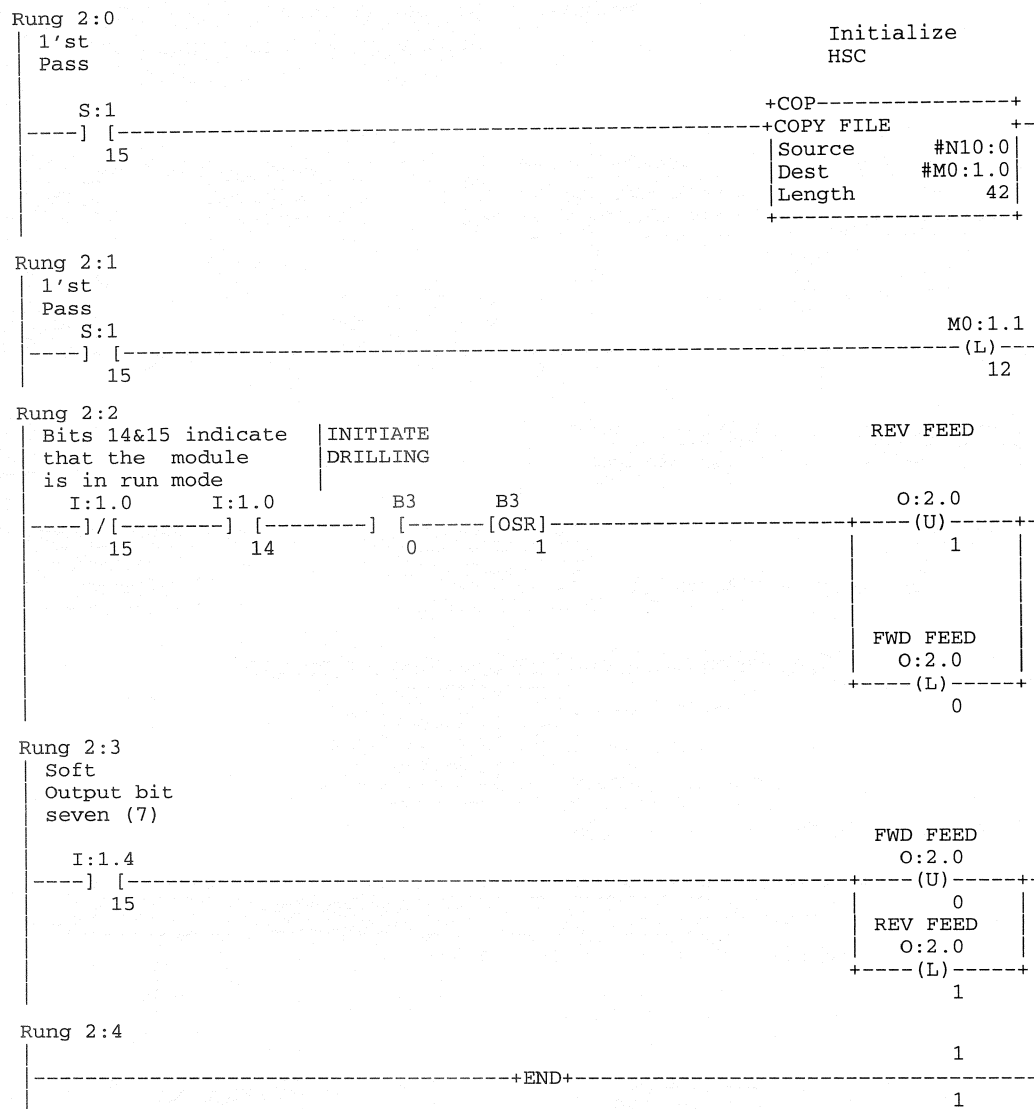 Rung 2:0
1'st
Pass
Initialize
HSC
S:1
+COP---------------+
----] [--------------------------------------------------+COPY FILE +-
15
|Source #N10:0|
|Dest #M0:1.0|
|Length 42|
+------------------+
Rung 2:1
1'st
Pass
S:1 M0:1.1
----] [-----------------------------------------------------------------(L)---
15 12
Rung 2:2
Bits 14&15 indicate |INITIATE REV FEED
that the module |DRILLING
is in run mode |
I:1.0 I:1.0 B3 B3 O:2.0
----]/[--------] [--------] [------[OSR]-----------------------+----(U)-----+-
15 14 0 1 1
FWD FEED
O:2.0
+----(L)-----+
0
Rung 2:3
Soft
Output bit
seven (7)
FWD FEED
I:1.4 O:2.0
----] [--------------------------------------------------------+----(U)-----+-
15 0
REV FEED
O:2.0
+----(L)-----+
1
Rung 2:4
1
-------------------------------------+END+------------------------------------
1